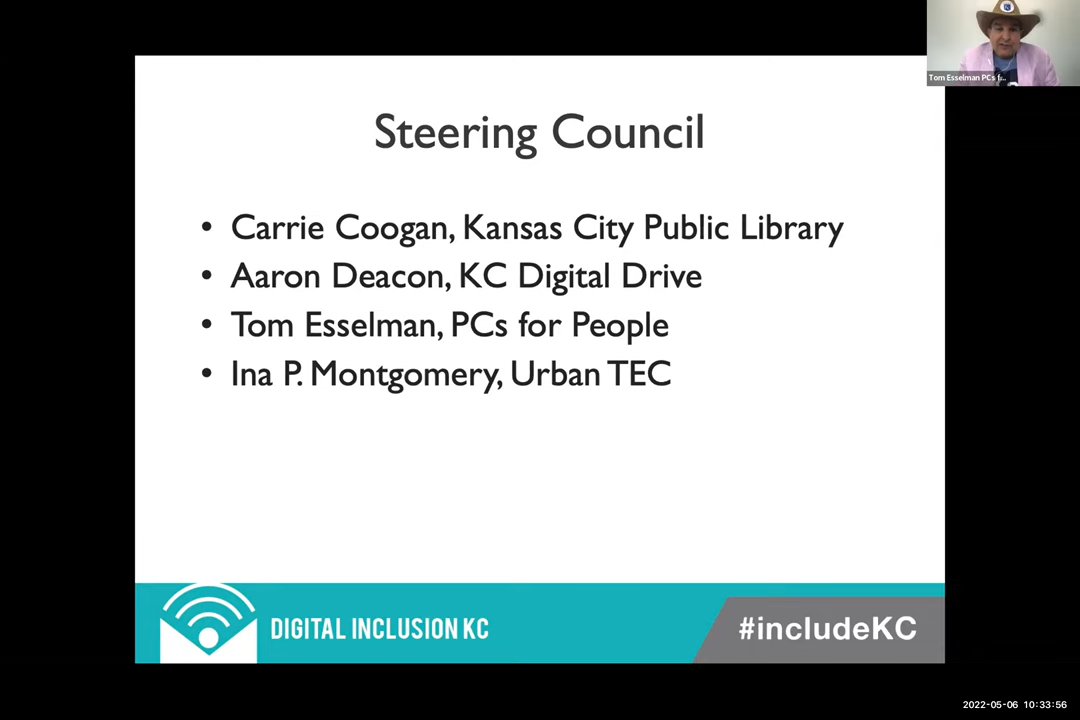 Steering Council
• Carrie Coogan, Kansas City Public Library
• Aaron Deacon, KC Digital Drive
• Tom Esselman, PCs for People
• Ina P. Montgomery, Urban TEC
DIGITAL INCLUSION KC
#includeKC
Tom Esselman PCs f...
2022-05-06 10:33:56